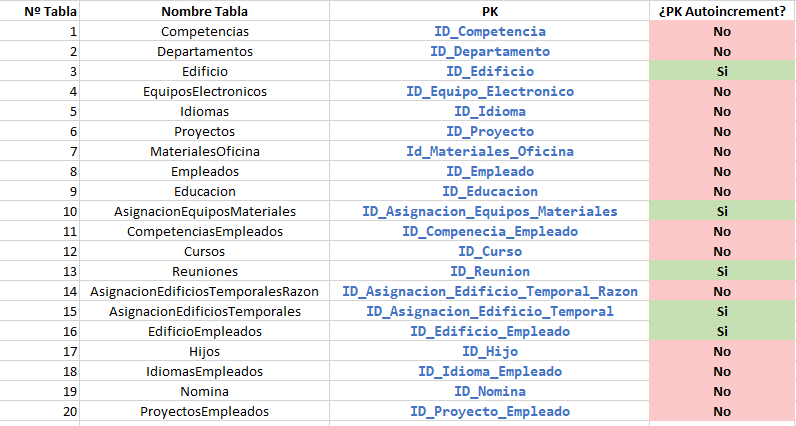 Nº Tabla Nombre Tabla PK ¿PK Autoincrement?
1 Competencias ID_Competencia No
2 Departamentos ID_Departamento No
3 Edificio ID_Edificio Si
4 EquiposElectronicos ID_Equipo_Electronico No
5 Idiomas ID_Idioma No
6 Proyectos ID_Proyecto No
7 MaterialesOficina Id_Materiales_Oficina No
8 Empleados ID_Empleado No
9 Educacion ID_Educacion No
10 AsignacionEquiposMateriales ID_Asignacion_Equipos_Materiales Si
11 CompetenciasEmpleados ID_Compenecia_Empleado No
12 Cursos ID_Curso No
13 Reuniones ID_Reunion Si
14 AsignacionEdificiosTemporalesRazon ID_Asignacion_Edificio_Temporal_Razon No
15 AsignacionEdificiosTemporales ID_Asignacion_Edificio_Temporal Si
16 EdificioEmpleados ID_Edificio_Empleado Si
17 Hijos ID_Hijo No
18 IdiomasEmpleados ID_Idioma_Empleado No
19 Nomina ID_Nomina No
20 ProyectosEmpleados ID_Proyecto_Empleado No